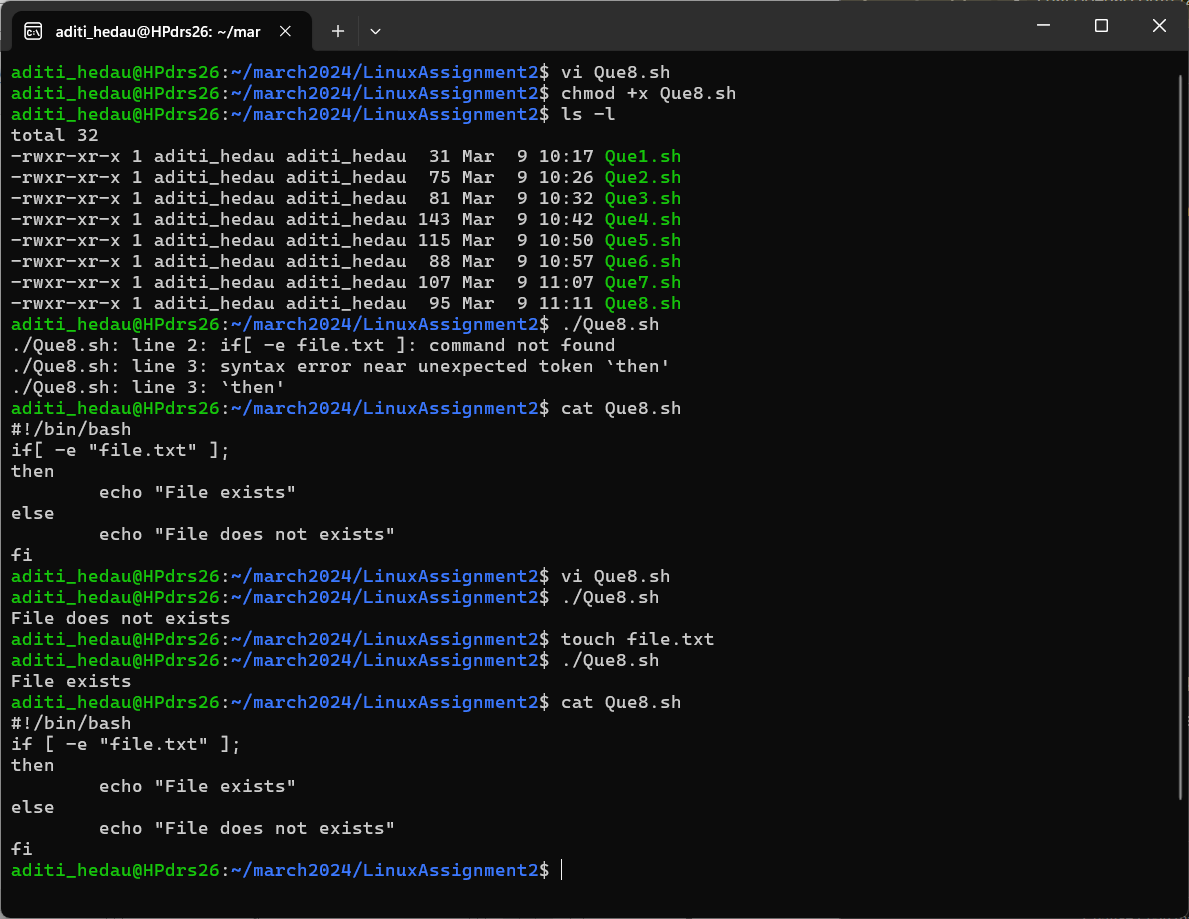 aditi_hedau@HPdrs26: ~/mar
aditi_hedau@HPdrs26:~/march2024/LinuxAssignment2$ vi Que8.sh
aditi_hedau@HPdrs26:~/march2024/LinuxAssignment2$ chmod +x Que8.sh
aditi_hedau@HPdrs26:~/march2024/LinuxAssignment2$ ls -l
total 32
-rwxr-xr-x 1 aditi_hedau aditi_hedau  31 Mar  9 10:17 Que1.sh
-rwxr-xr-x 1 aditi_hedau aditi_hedau  75 Mar  9 10:26 Que2.sh
-rwxr-xr-x 1 aditi_hedau aditi_hedau  81 Mar  9 10:32 Que3.sh
-rwxr-xr-x 1 aditi_hedau aditi_hedau 143 Mar  9 10:42 Que4.sh
-rwxr-xr-x 1 aditi_hedau aditi_hedau 115 Mar  9 10:50 Que5.sh
-rwxr-xr-x 1 aditi_hedau aditi_hedau  88 Mar  9 10:57 Que6.sh
-rwxr-xr-x 1 aditi_hedau aditi_hedau 107 Mar  9 11:07 Que7.sh
-rwxr-xr-x 1 aditi_hedau aditi_hedau  95 Mar  9 11:11 Que8.sh
aditi_hedau@HPdrs26:~/march2024/LinuxAssignment2$ ./Que8.sh
./Que8.sh: line 2: if[ -e file.txt ]: command not found
./Que8.sh: line 3: syntax error near unexpected token `then'
./Que8.sh: line 3: `then'
aditi_hedau@HPdrs26:~/march2024/LinuxAssignment2$ cat Que8.sh
#!/bin/bash
if[ -e "file.txt" ];
then
        echo "File exists"
else
        echo "File does not exists"
fi
aditi_hedau@HPdrs26:~/march2024/LinuxAssignment2$ vi Que8.sh
aditi_hedau@HPdrs26:~/march2024/LinuxAssignment2$ ./Que8.sh
File does not exists
aditi_hedau@HPdrs26:~/march2024/LinuxAssignment2$ touch file.txt
aditi_hedau@HPdrs26:~/march2024/LinuxAssignment2$ ./Que8.sh
File exists
aditi_hedau@HPdrs26:~/march2024/LinuxAssignment2$ cat Que8.sh
#!/bin/bash
if [ -e "file.txt" ];
then
        echo "File exists"
else
        echo "File does not exists"
fi
aditi_hedau@HPdrs26:~/march2024/LinuxAssignment2$